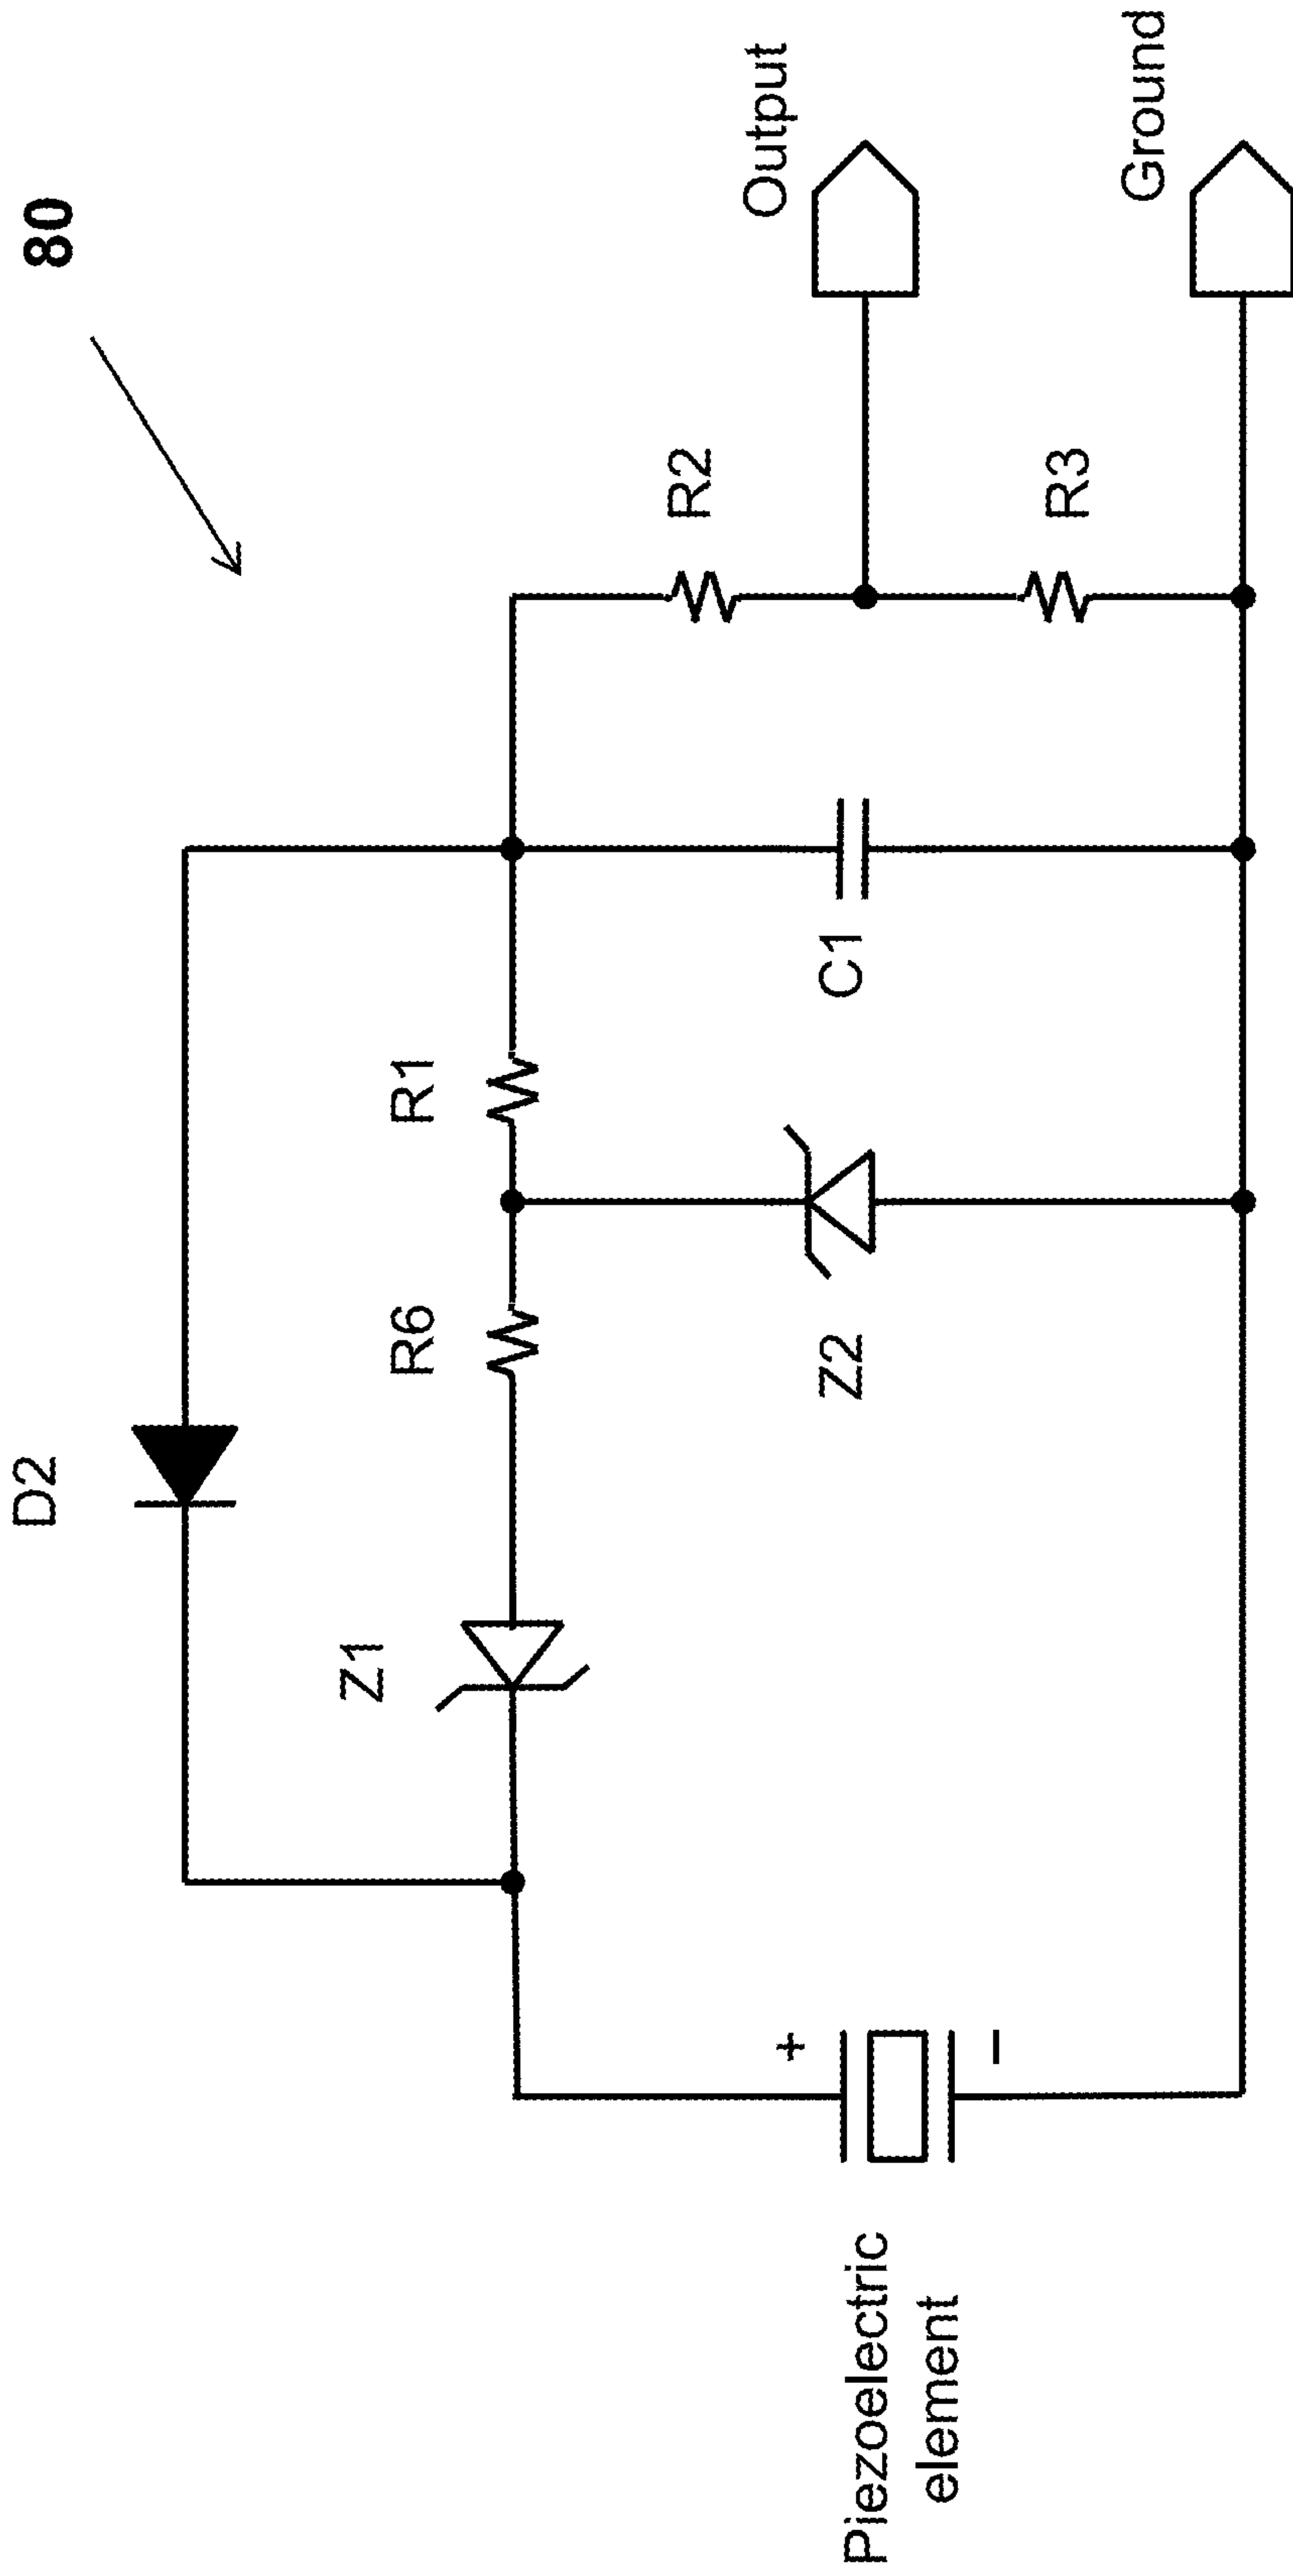 80
D2
Z1
R6
R1
R2
Output
Piezoelectric
element
+
–
Z2
C1
R3
Ground